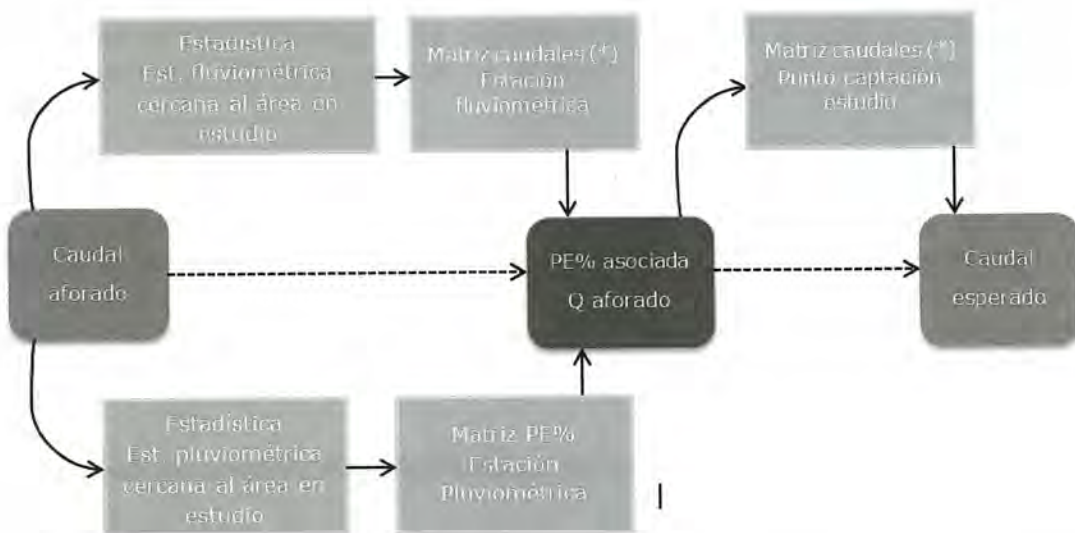 Estadística
Est. fluviométrica
cercana al área en
estudio
Matriz caudales (*)
Estación
fluviométrica
Matriz caudales (*)
Punto captación
estudio
Caudal
aforado
PE% asociada
Q aforado
Caudal
esperado
Estadística
Est. pluviométrica
cercana al área en
estudio
Matriz PE%
Estación
Pluviométrica